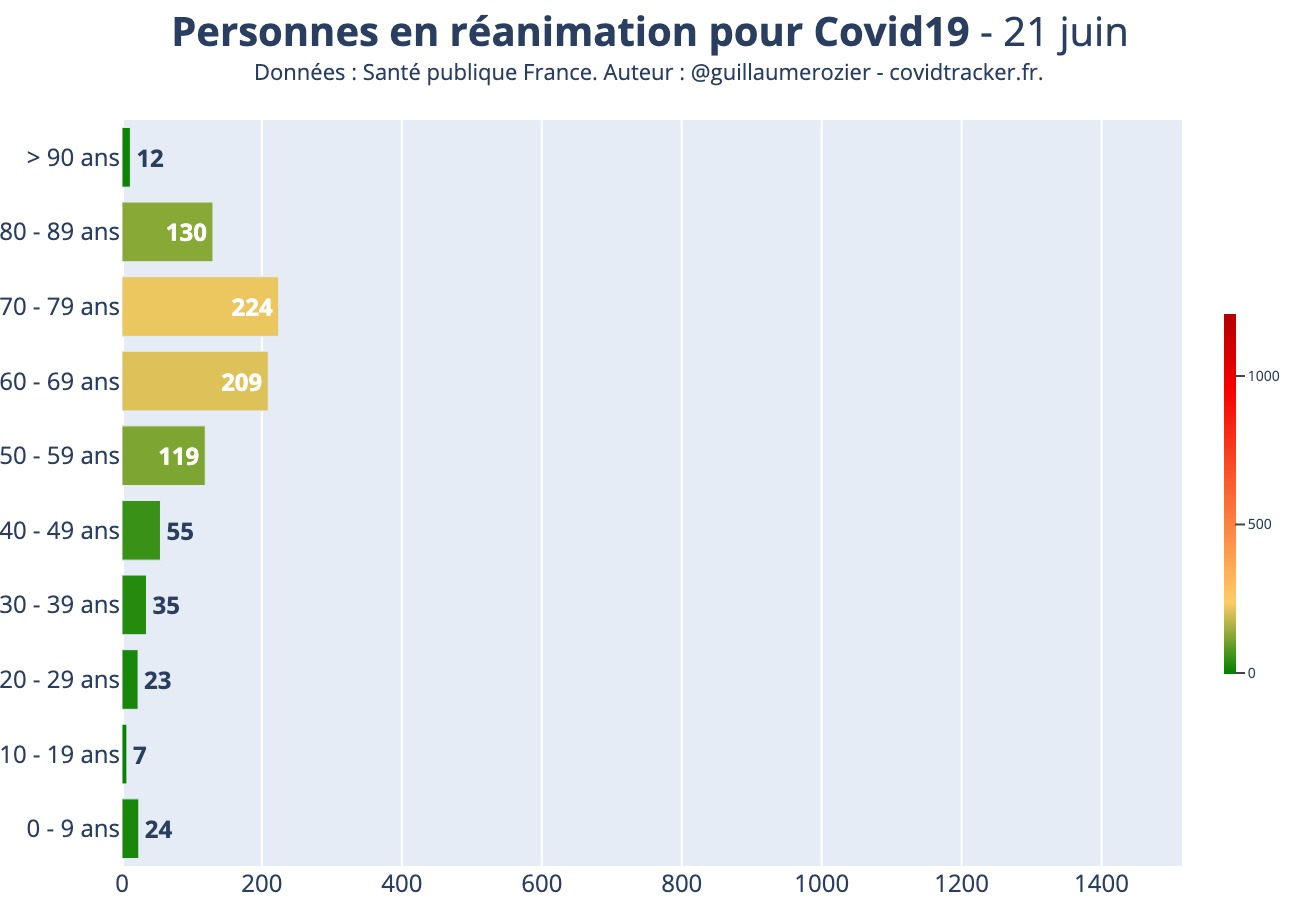 Personnes en réanimation pour Covid19 - 21 juin
Données : Santé publique France. Auteur : @guillaumerozier - covidtracker.fr.
> 90 ans 12
80 - 89 ans 130
70 - 79 ans 224
60 - 69 ans 209
50 - 59 ans 119
40 - 49 ans 55
30 - 39 ans 35
20 - 29 ans 23
10 - 19 ans 7
0 - 9 ans 24
0 200 400 600 800 1000 1200 1400
1000
500
0